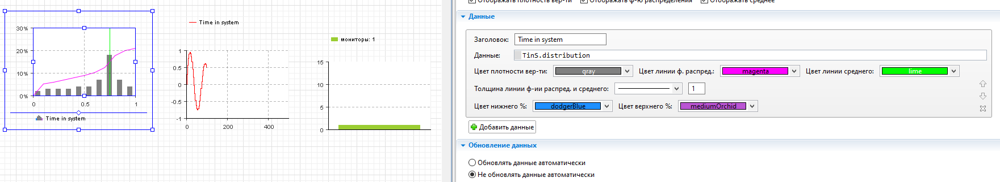 Отображать плотность вер-ти Отображать ф-ю распределения Отображать среднее
Данные
Заголовок: Time in system
Данные: TinS.distribution
Цвет плотности вер-ти: gray Цвет линии ф. распред.: magenta Цвет линии среднего: lime
Толщина линии ф-ии распред. и среднего: 1
Цвет нижнего %: dodgerBlue Цвет верхнего %: mediumOrchid
Добавить данные
Обновление данных
Обновлять данные автоматически
Не обновлять данные автоматически
30%
20%
10%
0%
0 0.5 1
Time in system
Time in system
1
0.5
0
-0.5
-1
0 200 400
мониторы: 1
15
10
5
0